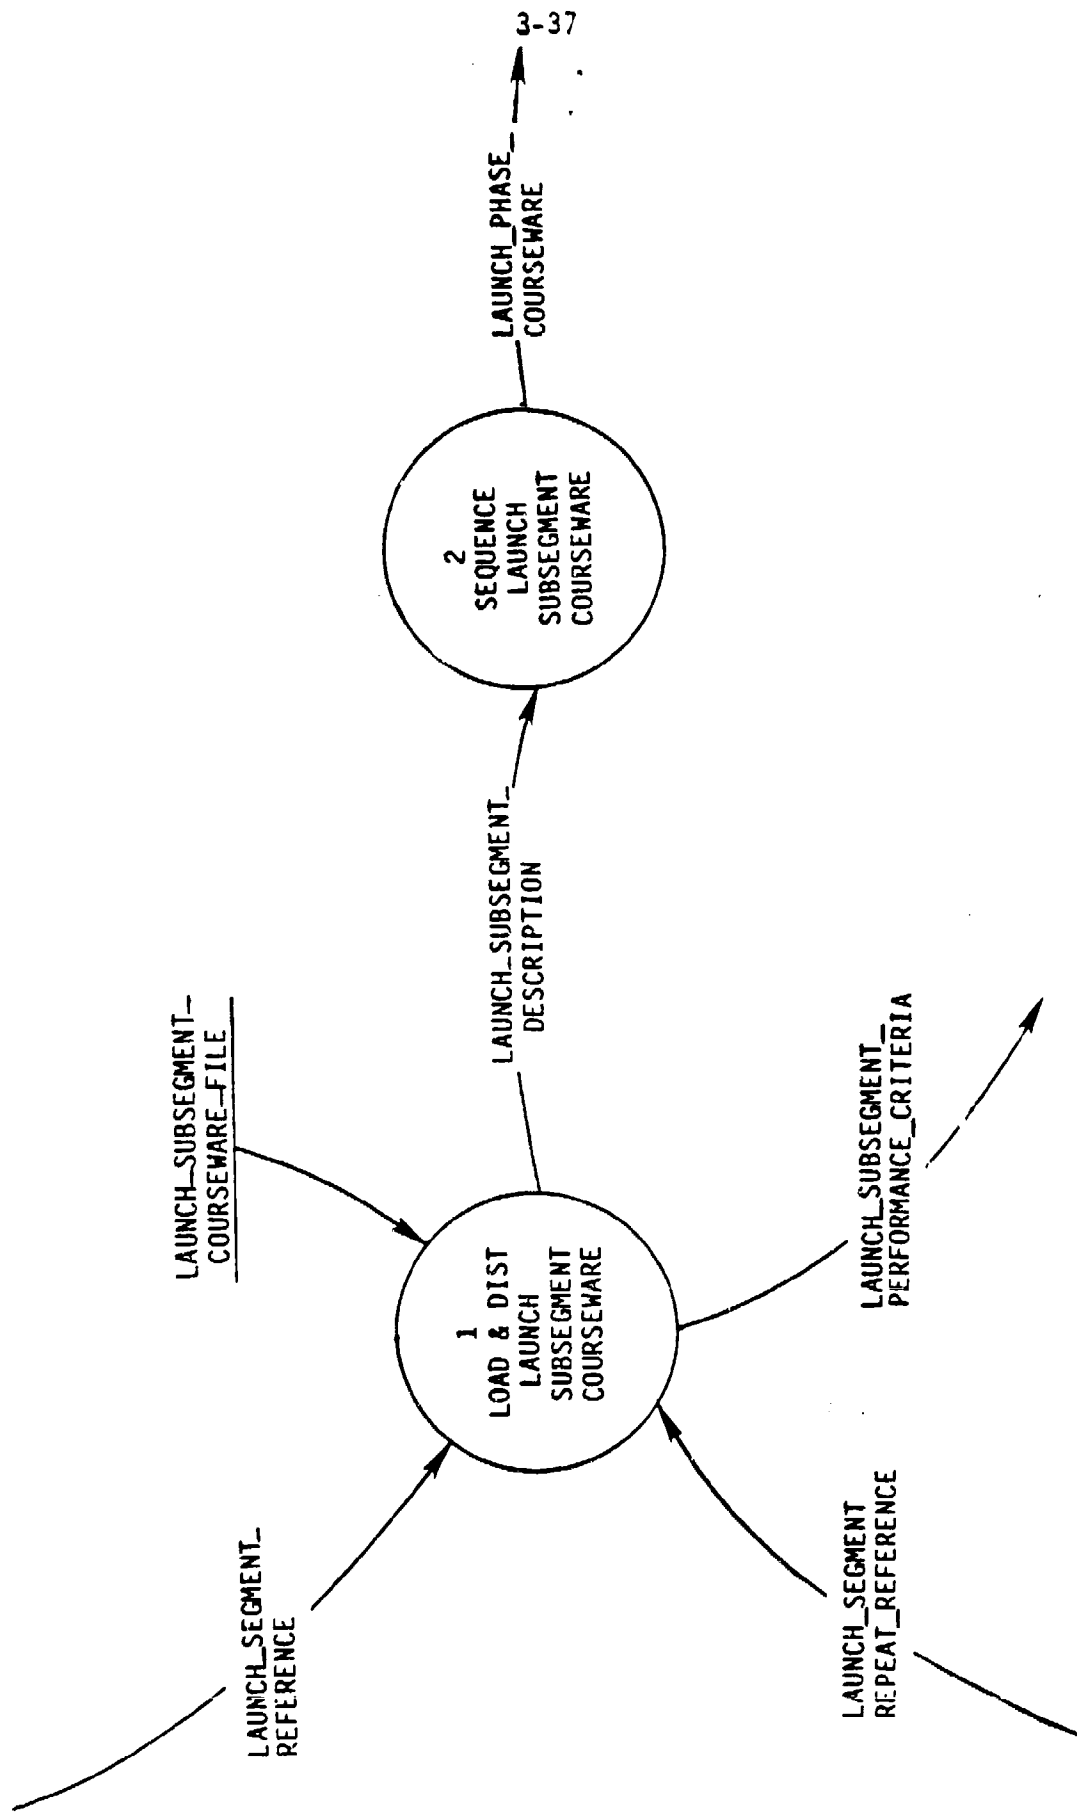 3-37
LAUNCH_SEGMENT_
REFERENCE
LAUNCH_SUBSEGMENT_
COURSEWARE_FILE
1
LOAD & DIST
LAUNCH
SUBSEGMENT
COURSEWARE
LAUNCH_SEGMENT
REPEAT_REFERENCE
LAUNCH_SUBSEGMENT_
PERFORMANCE_CRITERIA
LAUNCH_SUBSEGMENT_
DESCRIPTION
2
SEQUENCE
LAUNCH
SUBSEGMENT
COURSEWARE
LAUNCH_PHASE_
COURSEWARE